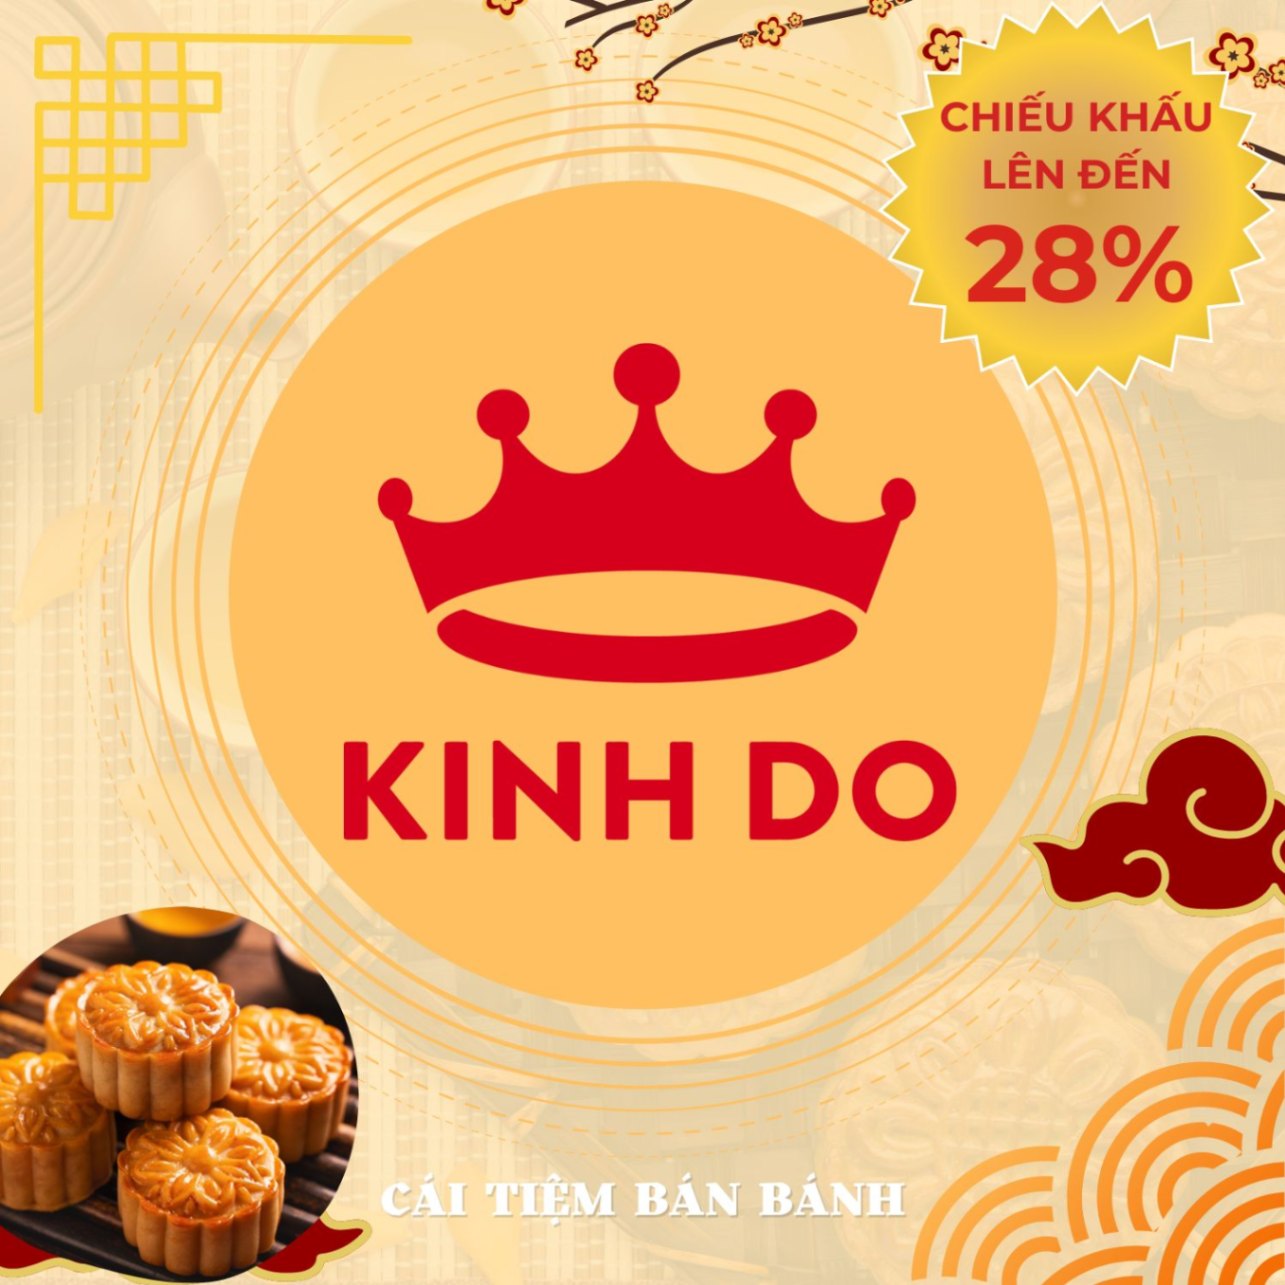 CHIẾU KHẤU
LÊN ĐẾN
28%
KINH DO
CÁI TIỆM BÁN BÁNH